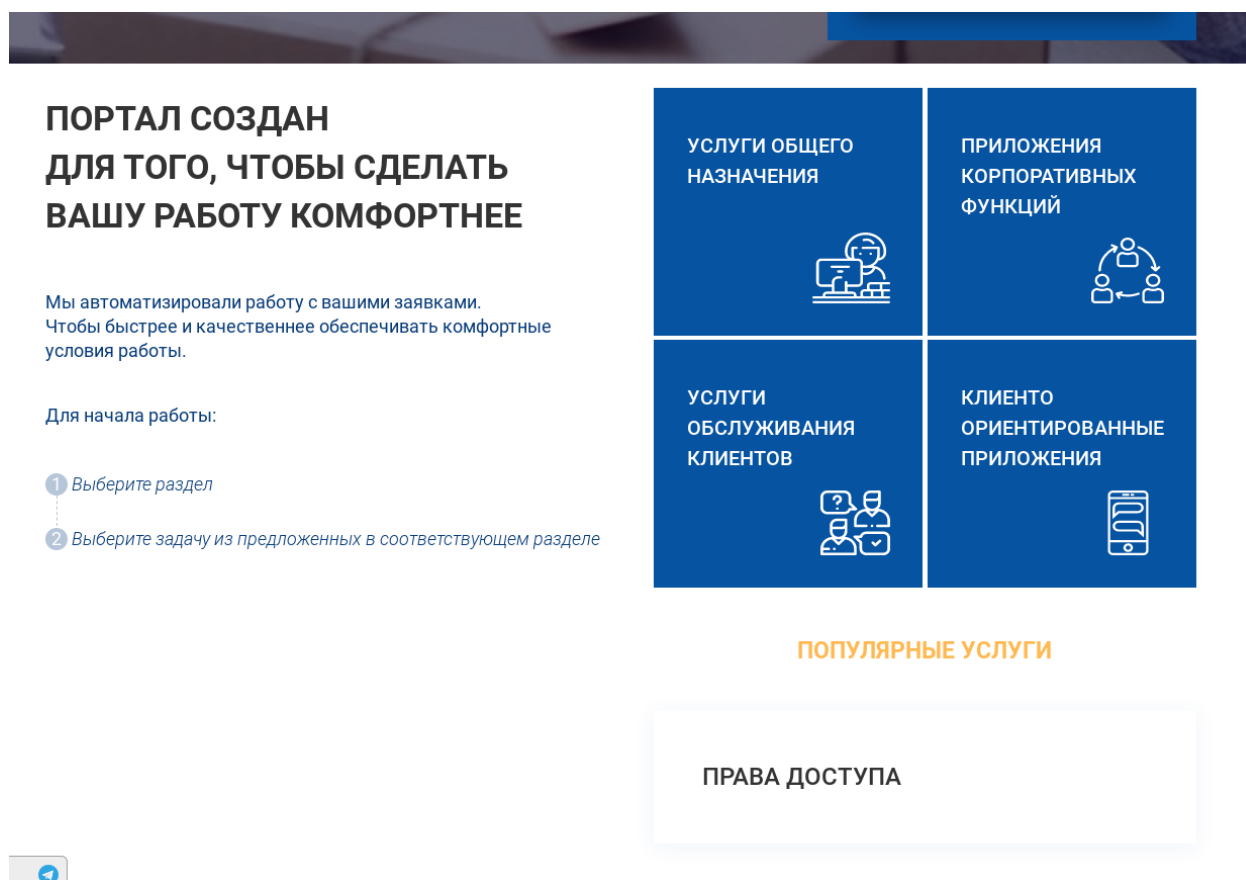 ПОРТАЛ СОЗДАН
ДЛЯ ТОГО, ЧТОБЫ СДЕЛАТЬ
ВАШУ РАБОТУ КОМФОРТНЕЕ
Мы автоматизировали работу с вашими заявками.
Чтобы быстрее и качественнее обеспечивать комфортные
условия работы.
Для начала работы:
1 Выберите раздел
2 Выберите задачу из предложенных в соответствующем разделе
УСЛУГИ ОБЩЕГО
НАЗНАЧЕНИЯ
ПРИЛОЖЕНИЯ
КОРПОРАТИВНЫХ
ФУНКЦИЙ
УСЛУГИ
ОБСЛУЖИВАНИЯ
КЛИЕНТОВ
КЛИЕНТО
ОРИЕНТИРОВАННЫЕ
ПРИЛОЖЕНИЯ
ПОПУЛЯРНЫЕ УСЛУГИ
ПРАВА ДОСТУПА